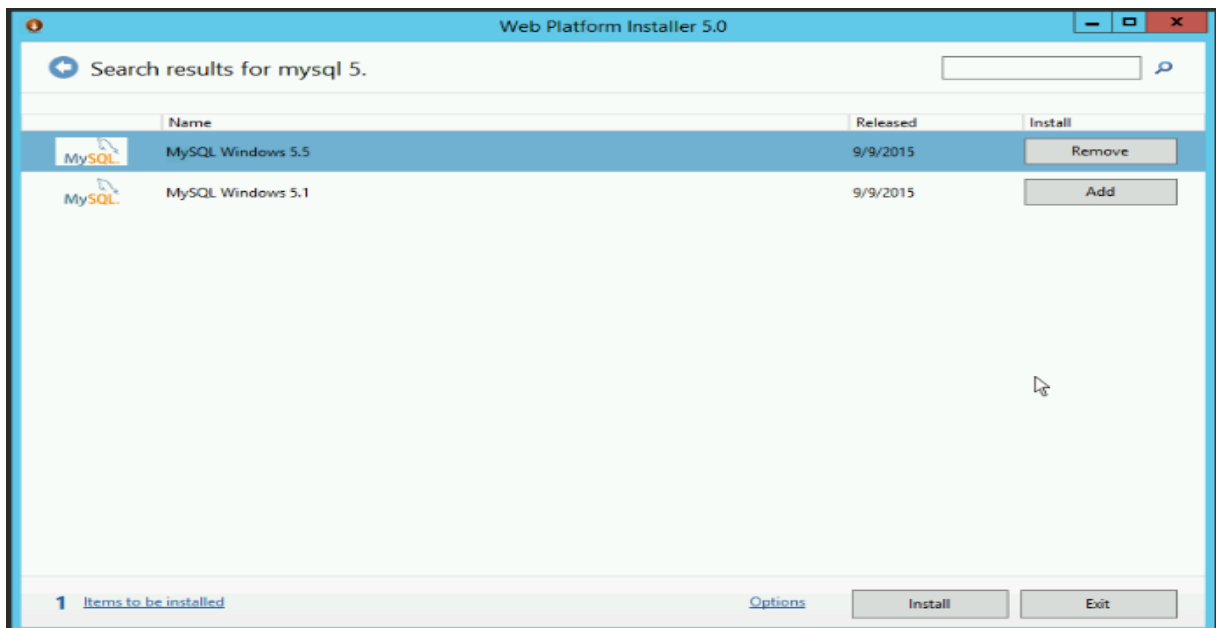 Web Platform Installer 5.0
Search results for mysql 5.
Name Released Install
MySQL. MySQL Windows 5.5 9/9/2015 Remove
MySQL. MySQL Windows 5.1 9/9/2015 Add
1 Items to be installed Options Install Exit